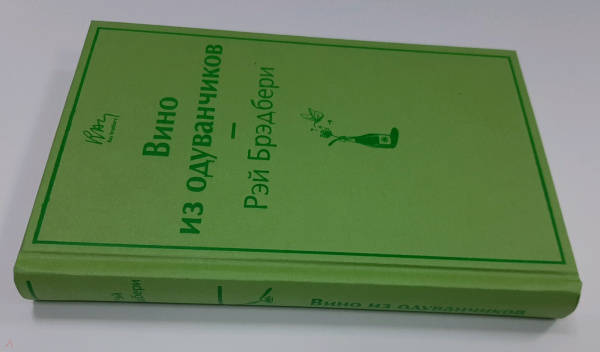 Вино
из одуванчиков
Рэй Брэдбери
Вино из одуванчиков